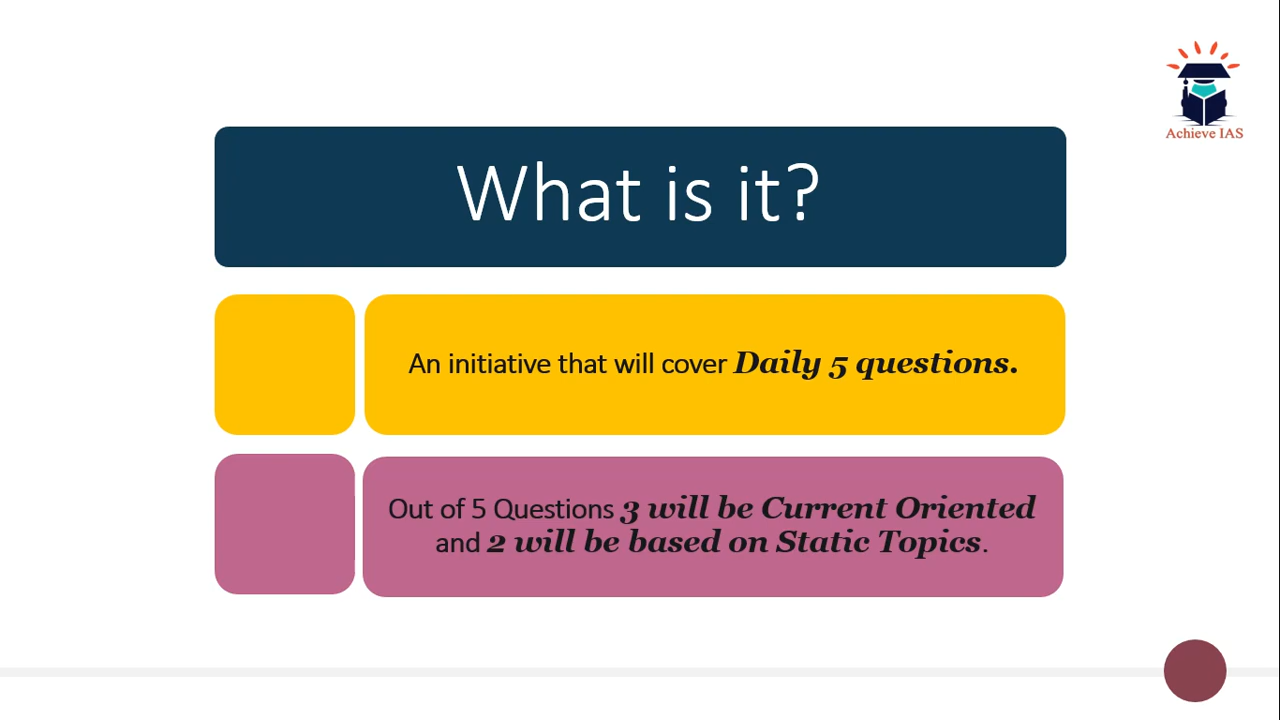 Achieve IAS
What is it?
An initiative that will cover Daily 5 questions.
Out of 5 Questions 3 will be Current Oriented
and 2 will be based on Static Topics.